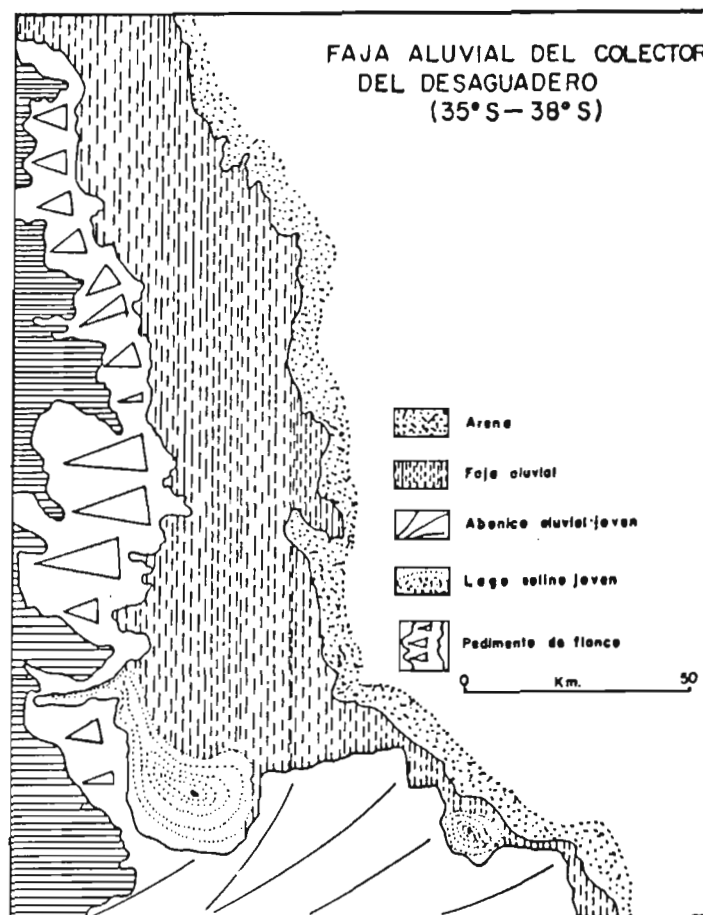 FAJA ALUVIAL DEL COLECTOR
DEL DESAGUADERO
(35° S — 38° S)
Arena
Faja aluvial
Abanico aluvial joven
Lago salino joven
Pedimento de flanco
0 Km. 50